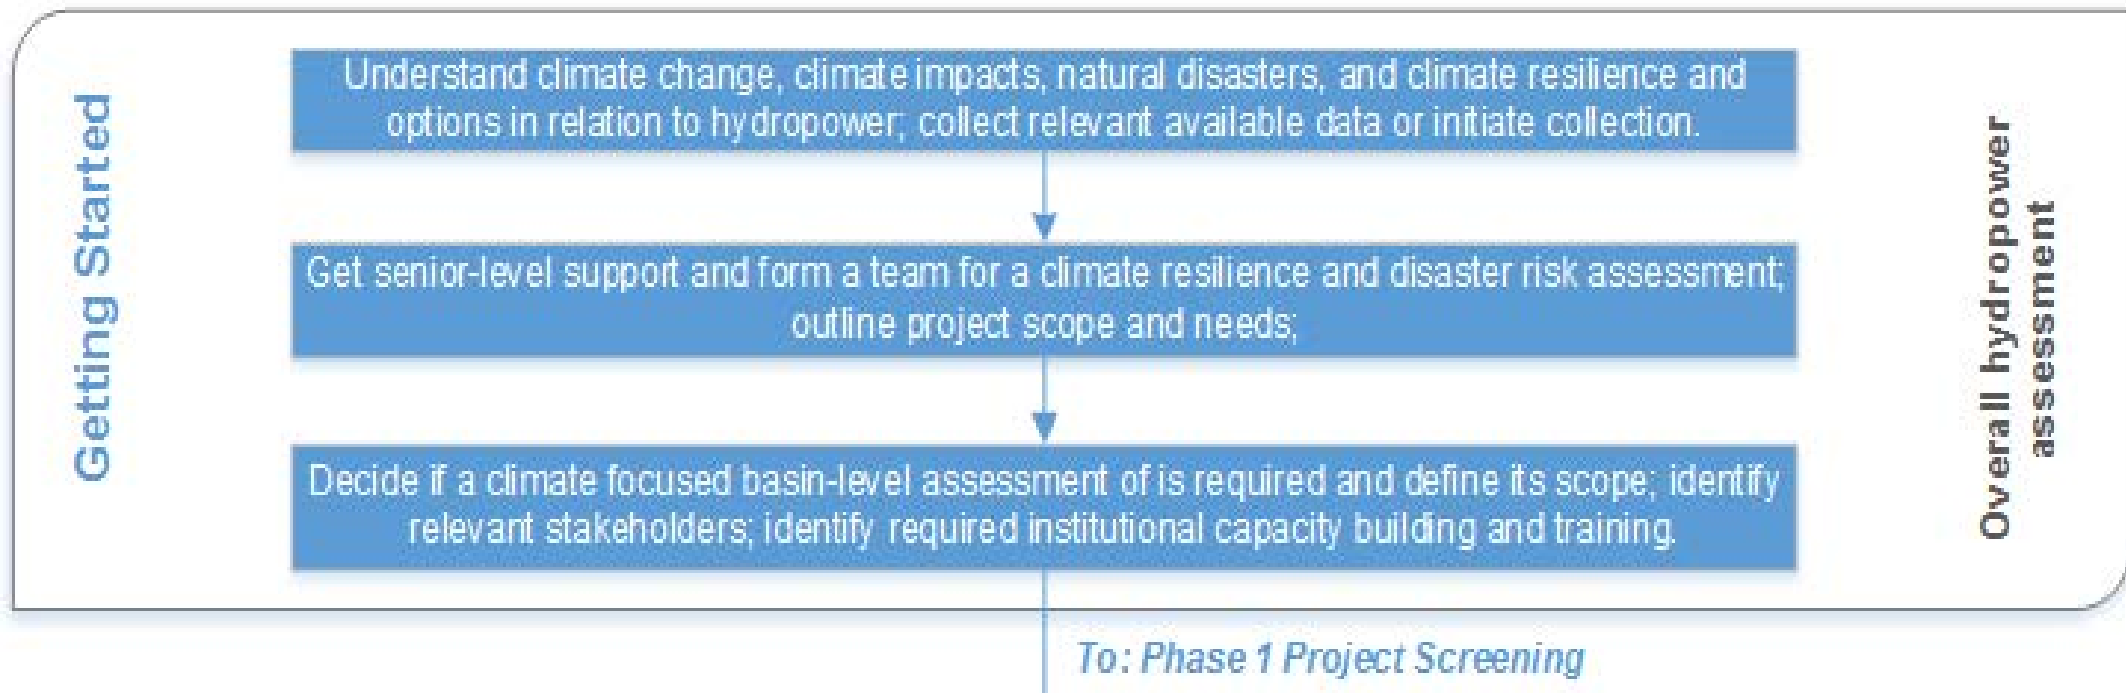 Getting Started
Understand climate change, climate impacts, natural disasters, and climate resilience and
options in relation to hydropower; collect relevant available data or initiate collection.
Get senior-level support and form a team for a climate resilience and disaster risk assessment;
outline project scope and needs;
Decide if a climate focused basin-level assessment of is required and define its scope; identify
relevant stakeholders; identify required institutional capacity building and training.
Overall hydropower
assessment
To: Phase 1 Project Screening